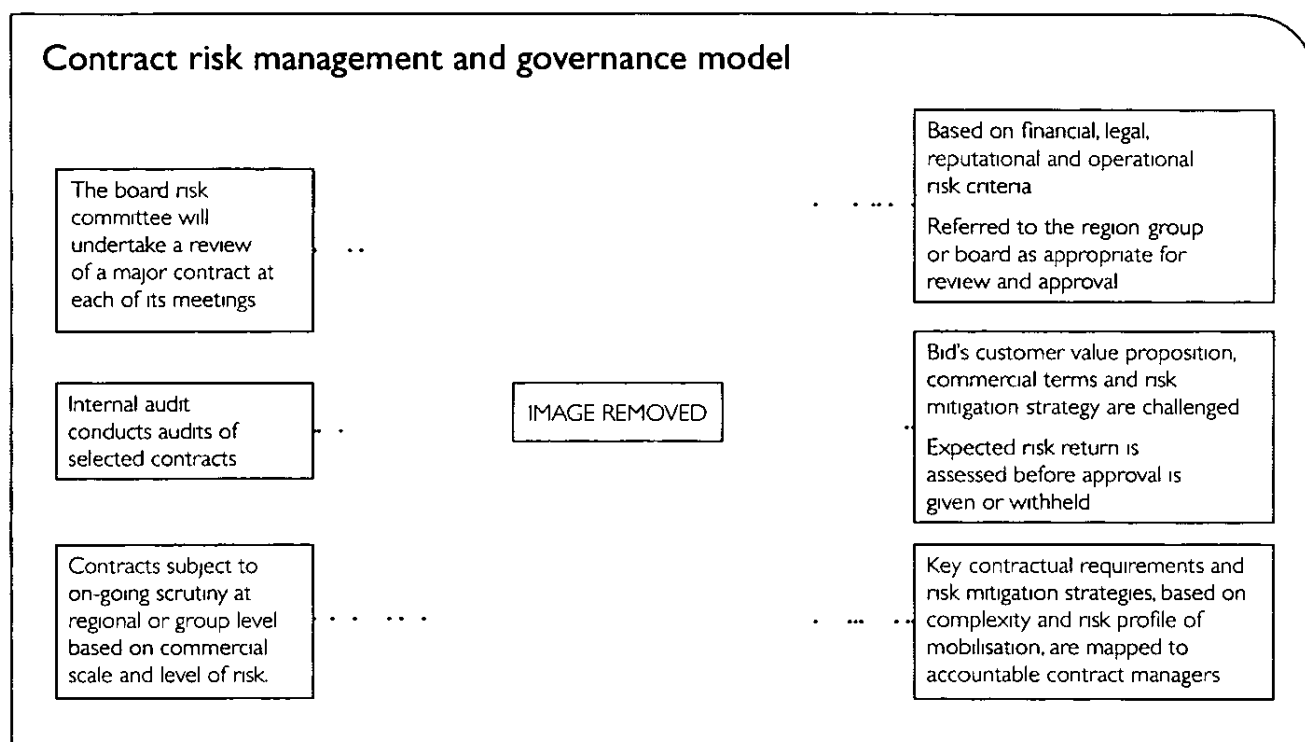 Contract risk management and governance model
The board risk
committee will
undertake a review
of a major contract at
each of its meetings
Internal audit
conducts audits of
selected contracts
Contracts subject to
on-going scrutiny at
regional or group level
based on commercial
scale and level of risk.
IMAGE REMOVED
Based on financial, legal,
reputational and operational
risk criteria
Referred to the region group
or board as appropriate for
review and approval
Bid's customer value proposition,
commercial terms and risk
mitigation strategy are challenged
Expected risk return is
assessed before approval is
given or withheld
Key contractual requirements and
risk mitigation strategies, based on
complexity and risk profile of
mobilisation, are mapped to
accountable contract managers